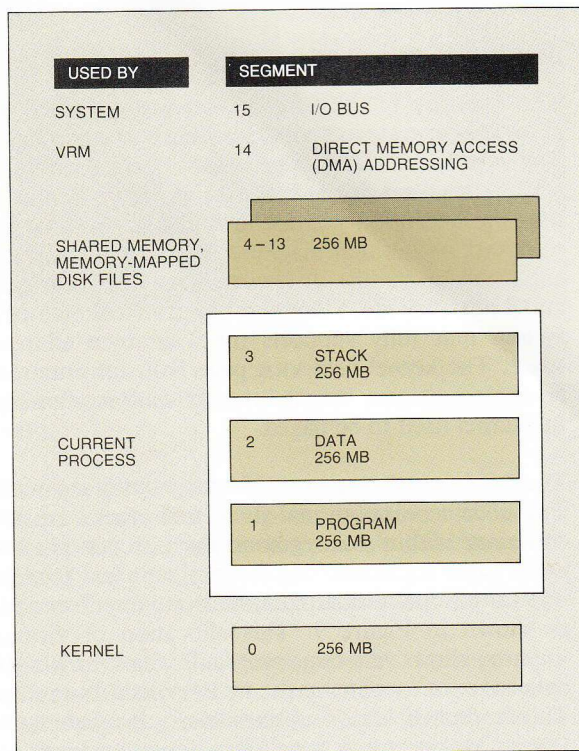 USED BY SEGMENT
SYSTEM 15 I/O BUS
VRM 14 DIRECT MEMORY ACCESS
(DMA) ADDRESSING
SHARED MEMORY,
MEMORY-MAPPED
DISK FILES
4–13 256 MB
3 STACK
256 MB
CURRENT
PROCESS
2 DATA
256 MB
1 PROGRAM
256 MB
KERNEL 0 256 MB